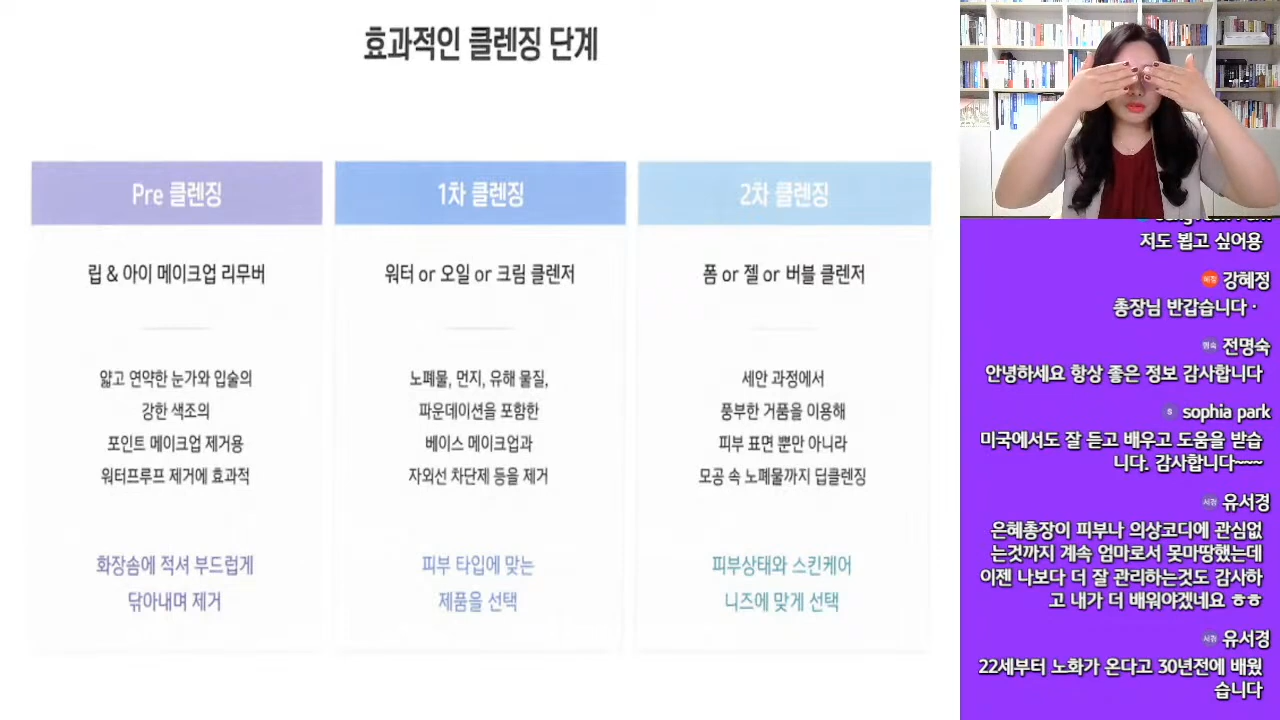 효과적인 클렌징 단계
Pre 클렌징
립 & 아이 메이크업 리무버
얇고 연약한 눈가와 입술의
강한 색조의
포인트 메이크업 제거용
워터프루프 제거에 효과적
화장솜에 적셔 부드럽게
닦아내며 제거
1차 클렌징
워터 or 오일 or 크림 클렌저
노폐물, 먼지, 유해 물질,
파운데이션을 포함한
베이스 메이크업과
자외선 차단제 등을 제거
피부 타입에 맞는
제품을 선택
2차 클렌징
폼 or 젤 or 버블 클렌저
세안 과정에서
풍부한 거품을 이용해
피부 표면 뿐만 아니라
모공 속 노폐물까지 딥클렌징
피부상태와 스킨케어
니즈에 맞게 선택
저도 뵙고 싶어용
혜정 강혜정
총장님 반갑습니다·
명숙 전명숙
안녕하세요 항상 좋은 정보 감사합니다
s sophia park
미국에서도 잘 듣고 배우고 도움을 받습
니다. 감사합니다~~~
서경 유서경
은혜총장이 피부나 의상코디에 관심없
는것까지 계속 엄마로서 못마땅했는데
이젠 나보다 더 잘 관리하는것도 감사하
고 내가 더 배워야겠네요 ㅎㅎ
서경 유서경
22세부터 노화가 온다고 30년전에 배웠
습니다